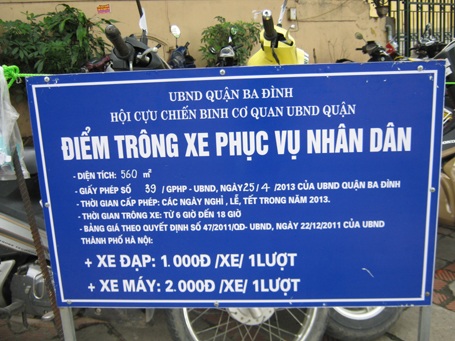 UBND QUẬN BA ĐÌNH
HỘI CỰU CHIẾN BINH CƠ QUAN UBND QUẬN
ĐIỂM TRÔNG XE PHỤC VỤ NHÂN DÂN
- DIỆN TÍCH: 560 m²
- GIẤY PHÉP SỐ 39 / GPHP - UBND, NGÀY 25/4 /2013 CỦA UBND QUẬN BA ĐÌNH
- THỜI GIAN CẤP PHÉP: CÁC NGÀY NGHỈ , LỄ, TẾT TRONG NĂM 2013.
- THỜI GIAN TRÔNG XE: TỪ 6 GIỜ ĐẾN 18 GIỜ
- BẢNG GIÁ THEO QUYẾT ĐỊNH SỐ 47/2011/QĐ- UBND, NGÀY 22/12/2011 CỦA UBND
THÀNH PHỐ HÀ NỘI:
+ XE ĐẠP: 1.000Đ /XE/ 1LƯỢT
+ XE MÁY: 2.000Đ /XE/ 1LƯỢT